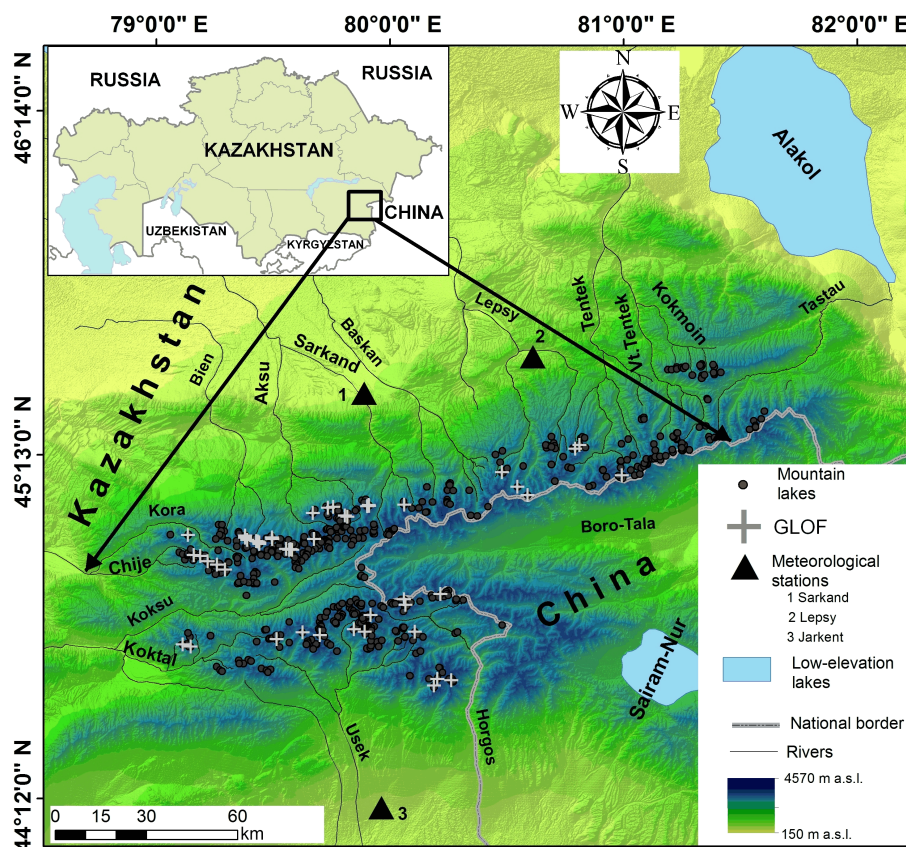 79°0'0" E
80°0'0" E
81°0'0" E
82°0'0" E
46°14'0" N
45°13'0" N
44°12'0" N
RUSSIA
RUSSIA
KAZAKHSTAN
CHINA
UZBEKISTAN
KYRGYZSTAN
N
W
E
S
Alakol
Kazakhstan
Bien
Aksu
Sarkand
Baskan
1
Lepsy
2
Tentek
Vt.Tentek
Kokmoin
Tastau
Kora
Chije
Koksu
Koktal
Boro-Tala
China
Sairam-Nur
Usek
Horgos
3
0
15
30
60
km
Mountain
lakes
GLOF
Meteorological
stations
1 Sarkand
2 Lepsy
3 Jarkent
Low-elevation
lakes
National border
Rivers
4570 m a.s.l.
150 m a.s.l.